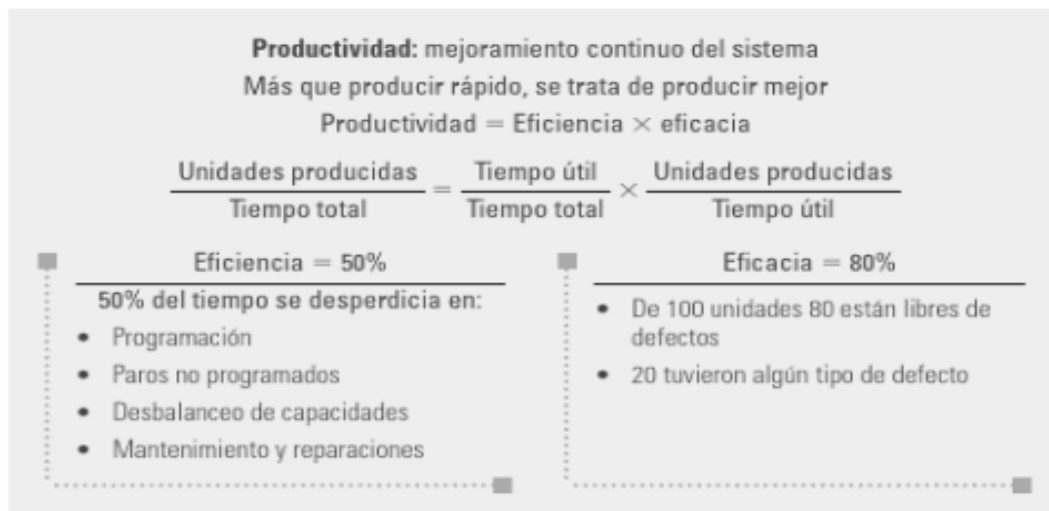 Productividad: mejoramiento continuo del sistema
Más que producir rápido, se trata de producir mejor
Productividad = Eficiencia × eficacia
Unidades producidas / Tiempo total = Tiempo útil / Tiempo total × Unidades producidas / Tiempo útil
Eficiencia = 50%
50% del tiempo se desperdicia en:
• Programación
• Paros no programados
• Desbalanceo de capacidades
• Mantenimiento y reparaciones
Eficacia = 80%
• De 100 unidades 80 están libres de
defectos
• 20 tuvieron algún tipo de defecto